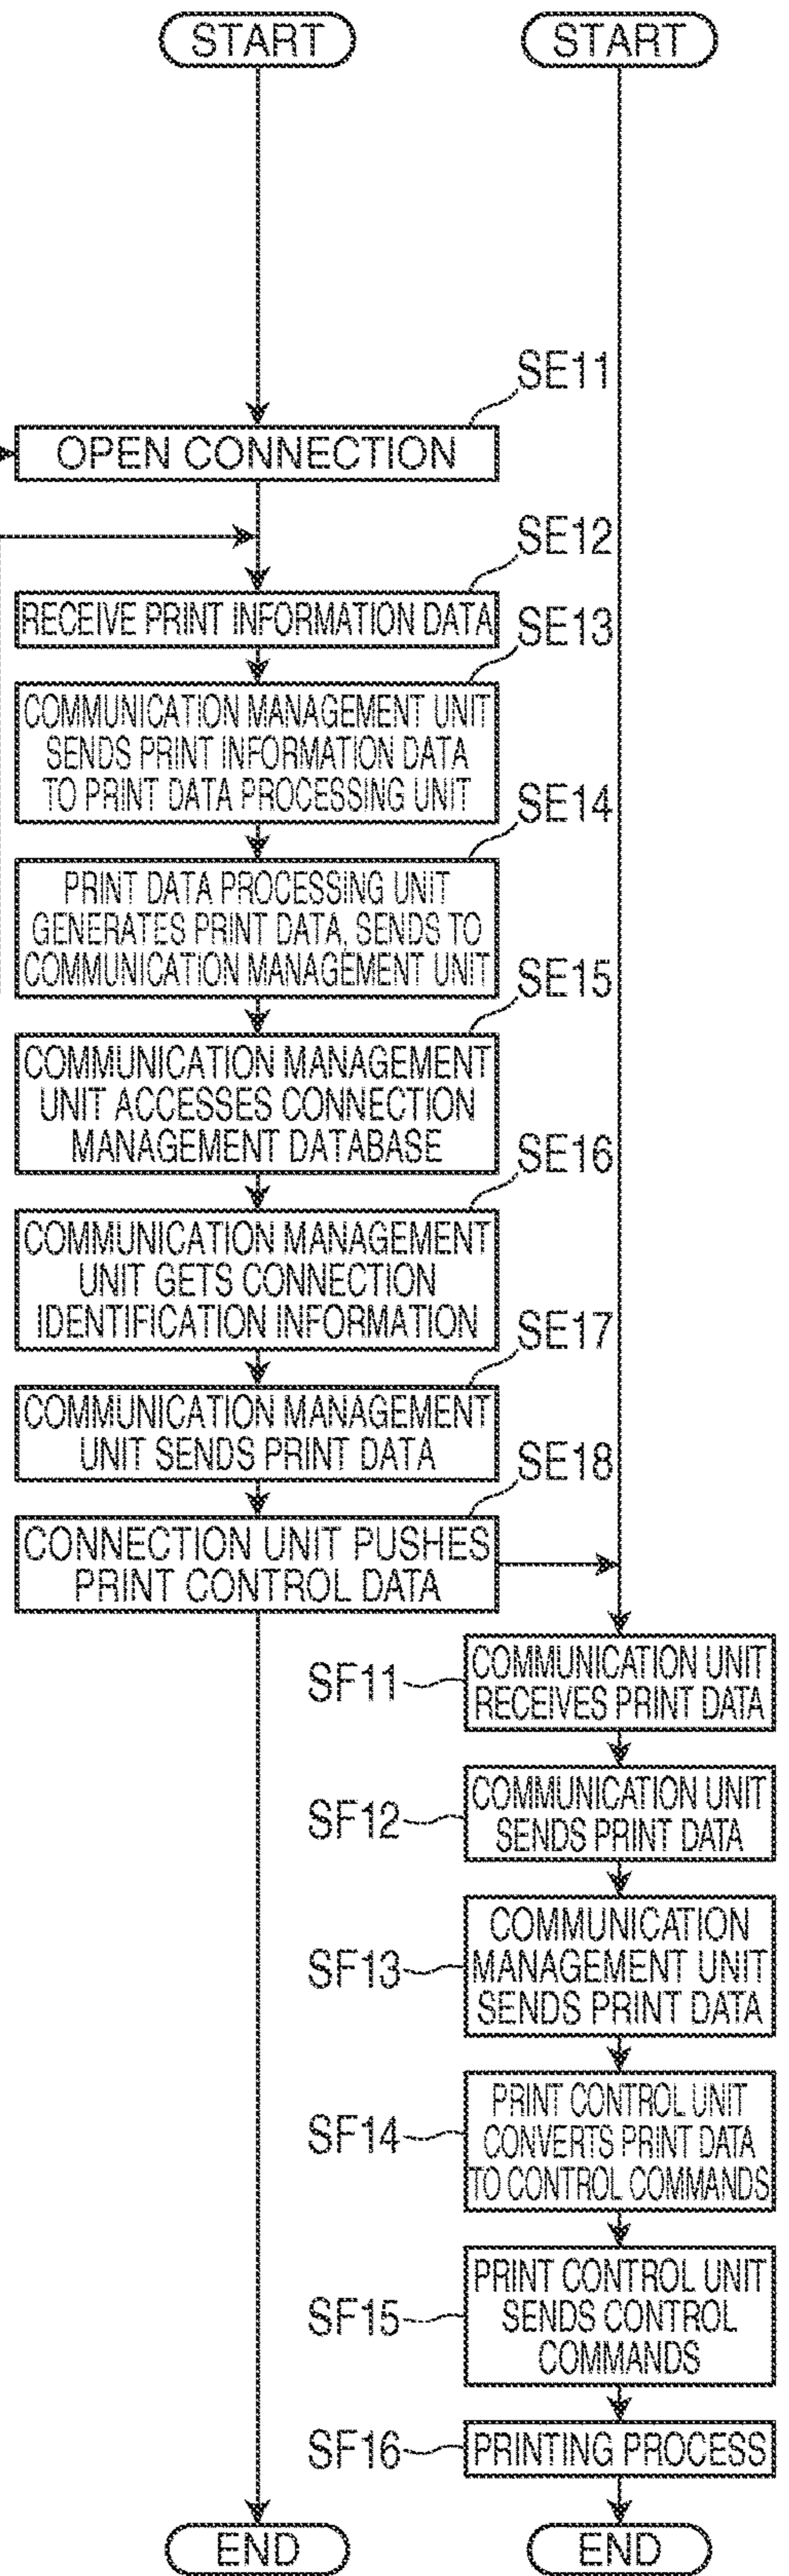 START
START
SE11
OPEN CONNECTION
SE12
RECEIVE PRINT INFORMATION DATA
SE13
COMMUNICATION MANAGEMENT UNIT
SENDS PRINT INFORMATION DATA
TO PRINT DATA PROCESSING UNIT
SE14
PRINT DATA PROCESSING UNIT
GENERATES PRINT DATA, SENDS TO
COMMUNICATION MANAGEMENT UNIT
SE15
COMMUNICATION MANAGEMENT
UNIT ACCESSES CONNECTION
MANAGEMENT DATABASE
SE16
COMMUNICATION MANAGEMENT
UNIT GETS CONNECTION
IDENTIFICATION INFORMATION
SE17
COMMUNICATION MANAGEMENT
UNIT SENDS PRINT DATA
SE18
CONNECTION UNIT PUSHES
PRINT CONTROL DATA
SF11
COMMUNICATION UNIT
RECEIVES PRINT DATA
SF12
COMMUNICATION UNIT
SENDS PRINT DATA
SF13
COMMUNICATION
MANAGEMENT UNIT
SENDS PRINT DATA
SF14
PRINT CONTROL UNIT
CONVERTS PRINT DATA
TO CONTROL COMMANDS
SF15
PRINT CONTROL UNIT
SENDS CONTROL
COMMANDS
SF16
PRINTING PROCESS
END
END